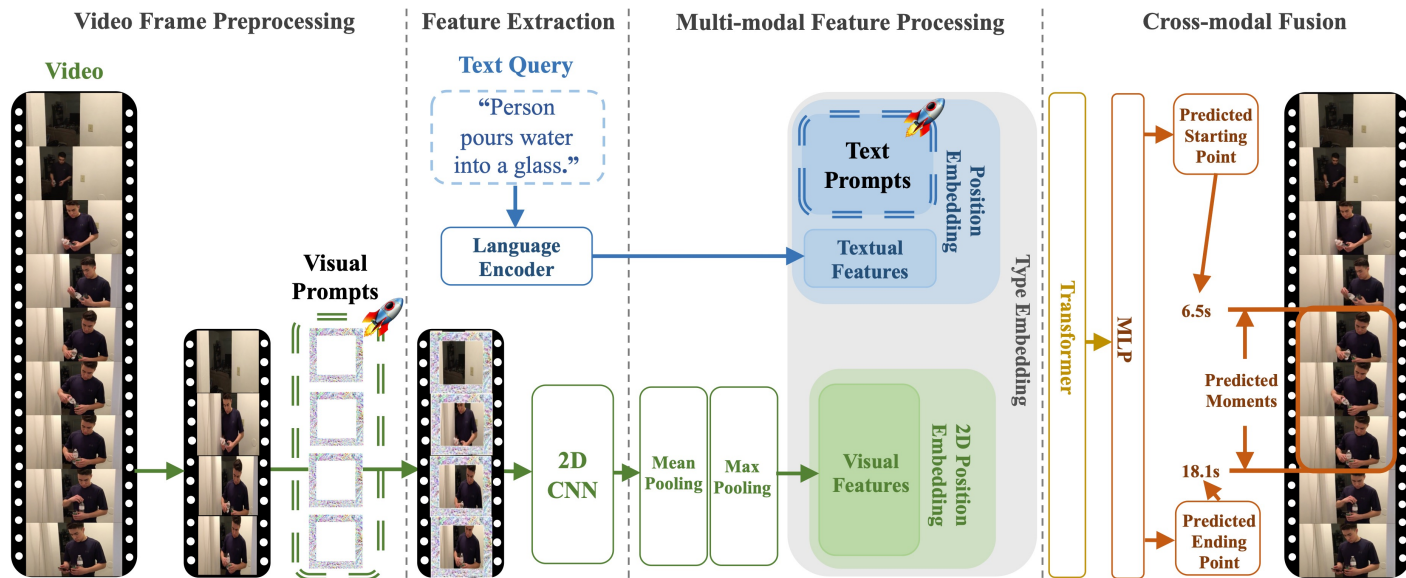 Video Frame Preprocessing
Feature Extraction
Multi-modal Feature Processing
Cross-modal Fusion
Video
Visual
Prompts
Text Query
“Person
pours water
into a glass.”
Language
Encoder
2D
CNN
Mean
Pooling
Max
Pooling
Text
Prompts
Position
Embedding
Textual
Features
Visual
Features
2D Position
Embedding
Type Embedding
Transformer
MLP
Predicted
Starting
Point
6.5s
Predicted
Moments
18.1s
Predicted
Ending
Point